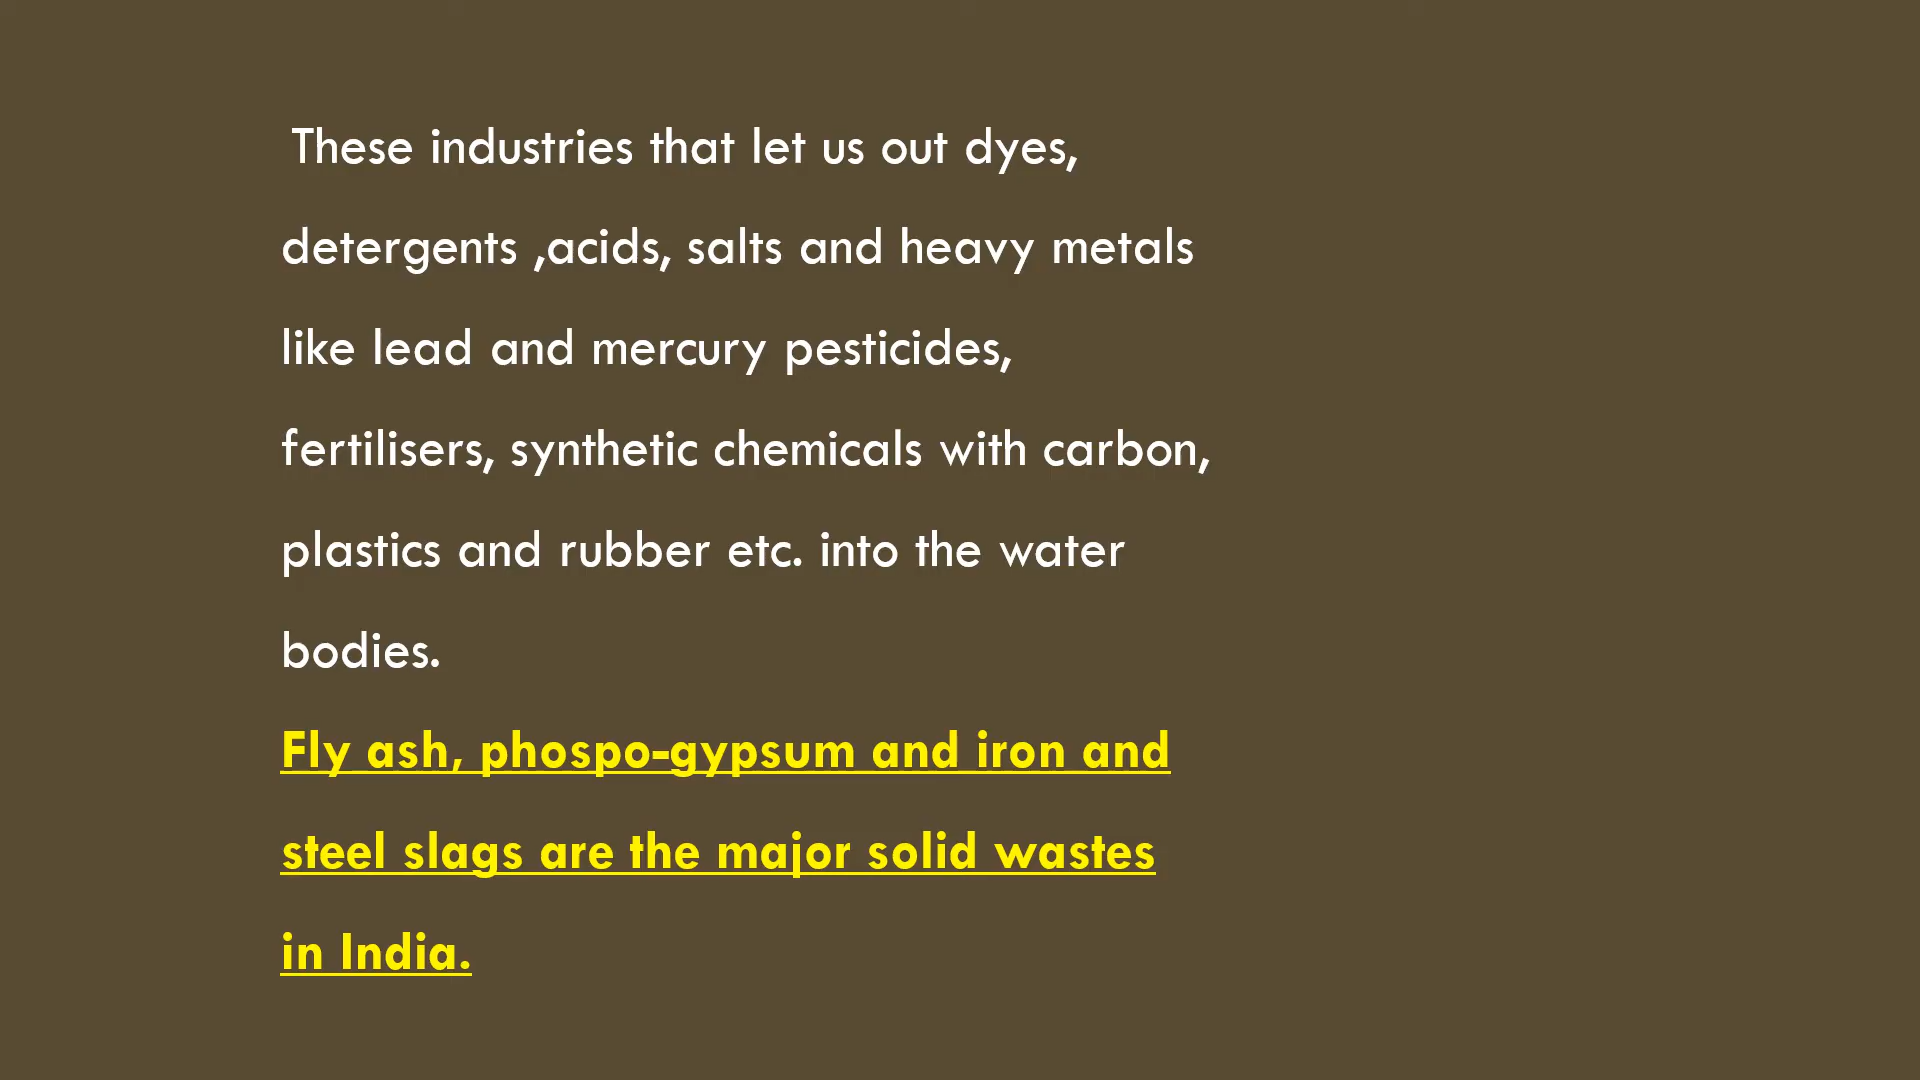 These industries that let us out dyes,
detergents ,acids, salts and heavy metals
like lead and mercury pesticides,
fertilisers, synthetic chemicals with carbon,
plastics and rubber etc. into the water
bodies.
Fly ash, phospo-gypsum and iron and
steel slags are the major solid wastes
in India.